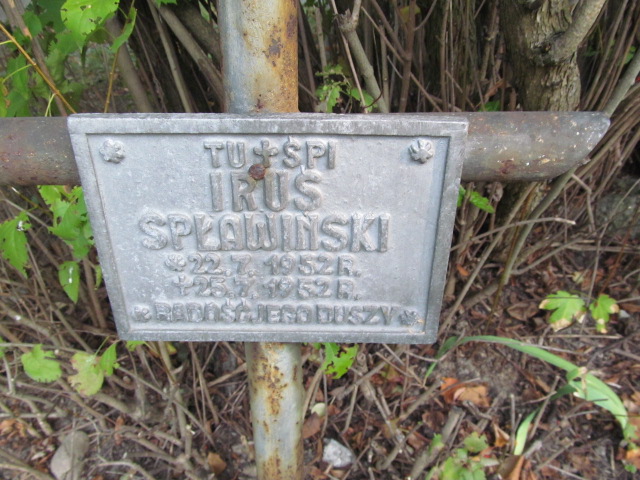 TU ✝ ŚPI
IRUŚ
SPŁAWIŃSKI
* 22.7.1952 R.
✝ 25.7.1952 R.
* RADOŚĆ JEGO DUSZY *